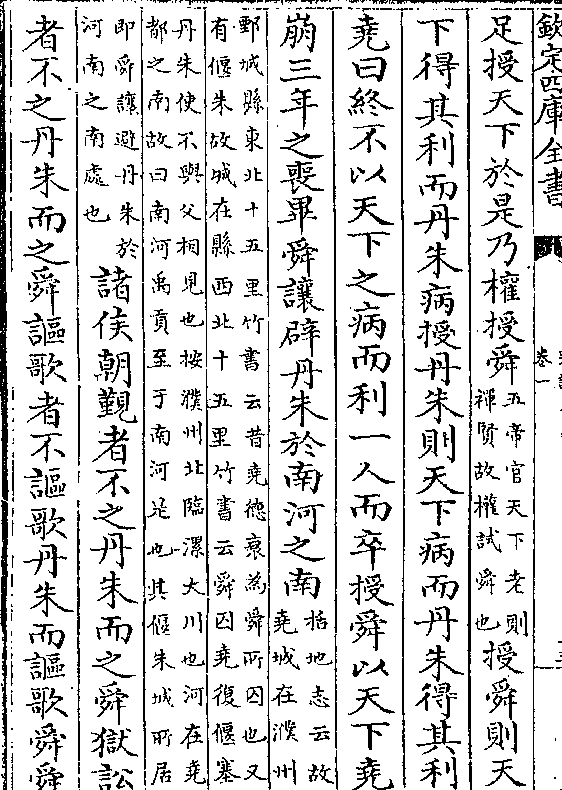 欽定四庫全書
卷一
足授天下於是乃權授舜五帝官天下老則
禪賢故權試舜也授舜則天
下得其利而丹朱病授丹朱則天下病而丹朱得其利
堯曰終不以天下之病而利一人而卒授舜以天下堯
崩三年之喪畢舜讓辟丹朱於南河之南括地志云故
堯城在濮州
鄄城縣東北十五里竹書云昔堯德衰為舜所囚也又
有偃朱故城在縣西北十五里竹書云舜囚堯復偃塞
丹朱使不與父相見也按濮州北臨漯大川也河在堯
都之南故曰南河禹貢至于南河是也其偃朱城所居
即舜讓避丹朱於
河南之南處也諸侯朝覲者不之丹朱而之舜獄訟
者不之丹朱而之舜謳歌者不謳歌丹朱而謳歌舜舜